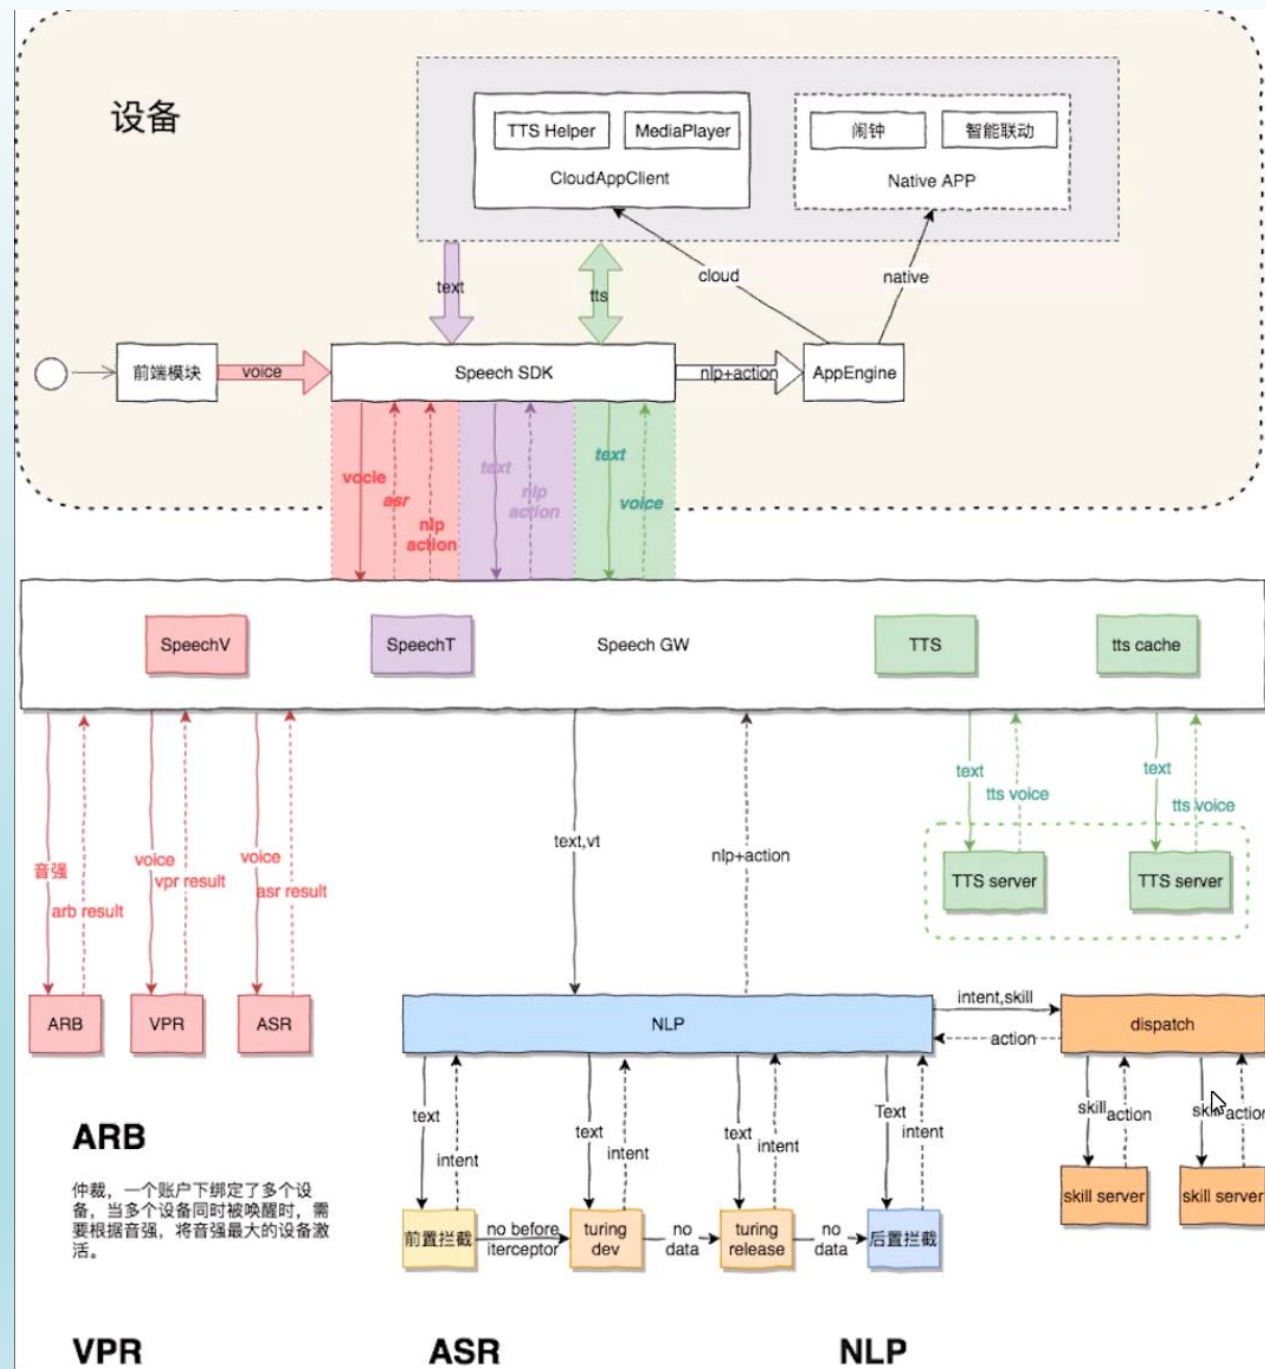 设备
TTS Helper
MediaPlayer
CloudAppClient
闹钟
智能联动
Native APP
text
tts
cloud
native
前端模块
voice
Speech SDK
nlp+action
AppEngine
vocie
asr
nlp
action
text
nlp
action
text
voice
SpeechV
SpeechT
Speech GW
TTS
tts cache
音强
arb result
voice
vpr result
voice
asr result
text,vt
nlp+action
text
tts voice
text
tts voice
TTS server
TTS server
ARB
VPR
ASR
NLP
intent,skill
action
dispatch
text
intent
text
intent
text
intent
Text
intent
skill
action
action
前置拦截
no before
iterceptor
turing
dev
no
data
turing
release
no
data
后置拦截
skill server
skill server
ARB
仲裁，一个账户下绑定了多个设
备，当多个设备同时被唤醒时，需
要根据音强，将音强最大的设备激
活。
VPR
ASR
NLP